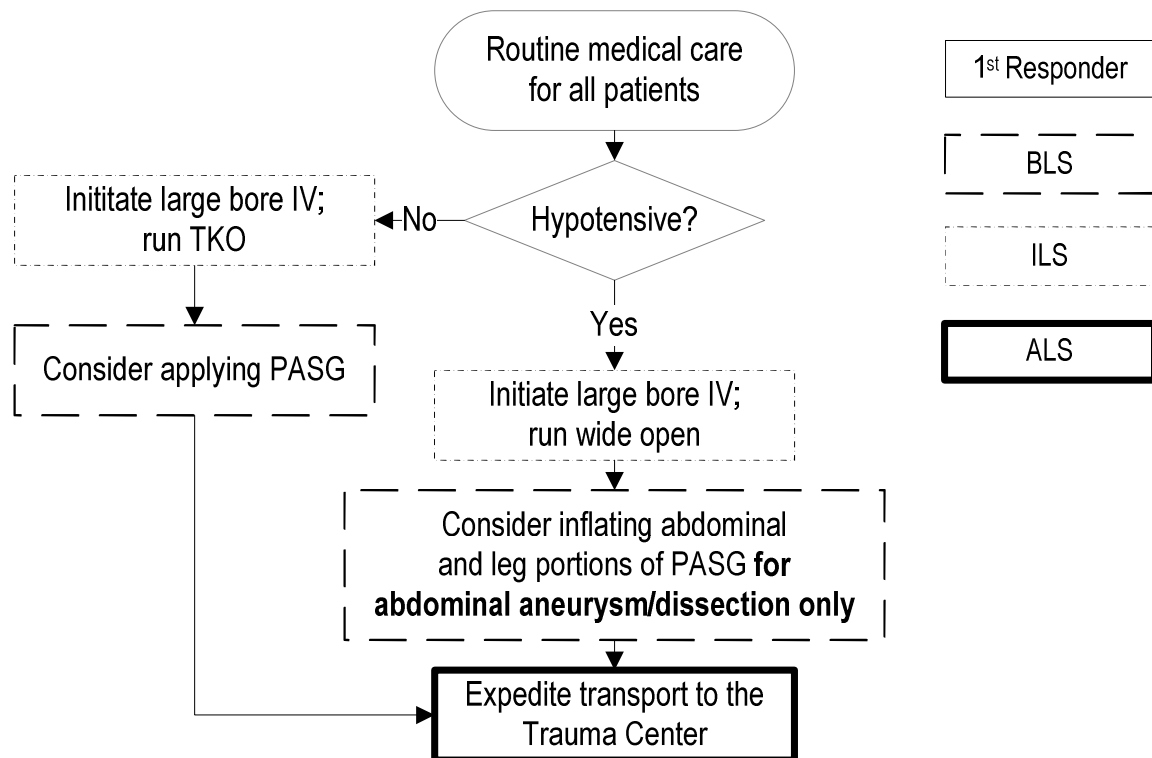 Routine medical care
for all patients
Hypotensive?
No
Inititate large bore IV;
run TKO
Consider applying PASG
Yes
Initiate large bore IV;
run wide open
Consider inflating abdominal
and leg portions of PASG for
abdominal aneurysm/dissection only
Expedite transport to the
Trauma Center
1st Responder
BLS
ILS
ALS